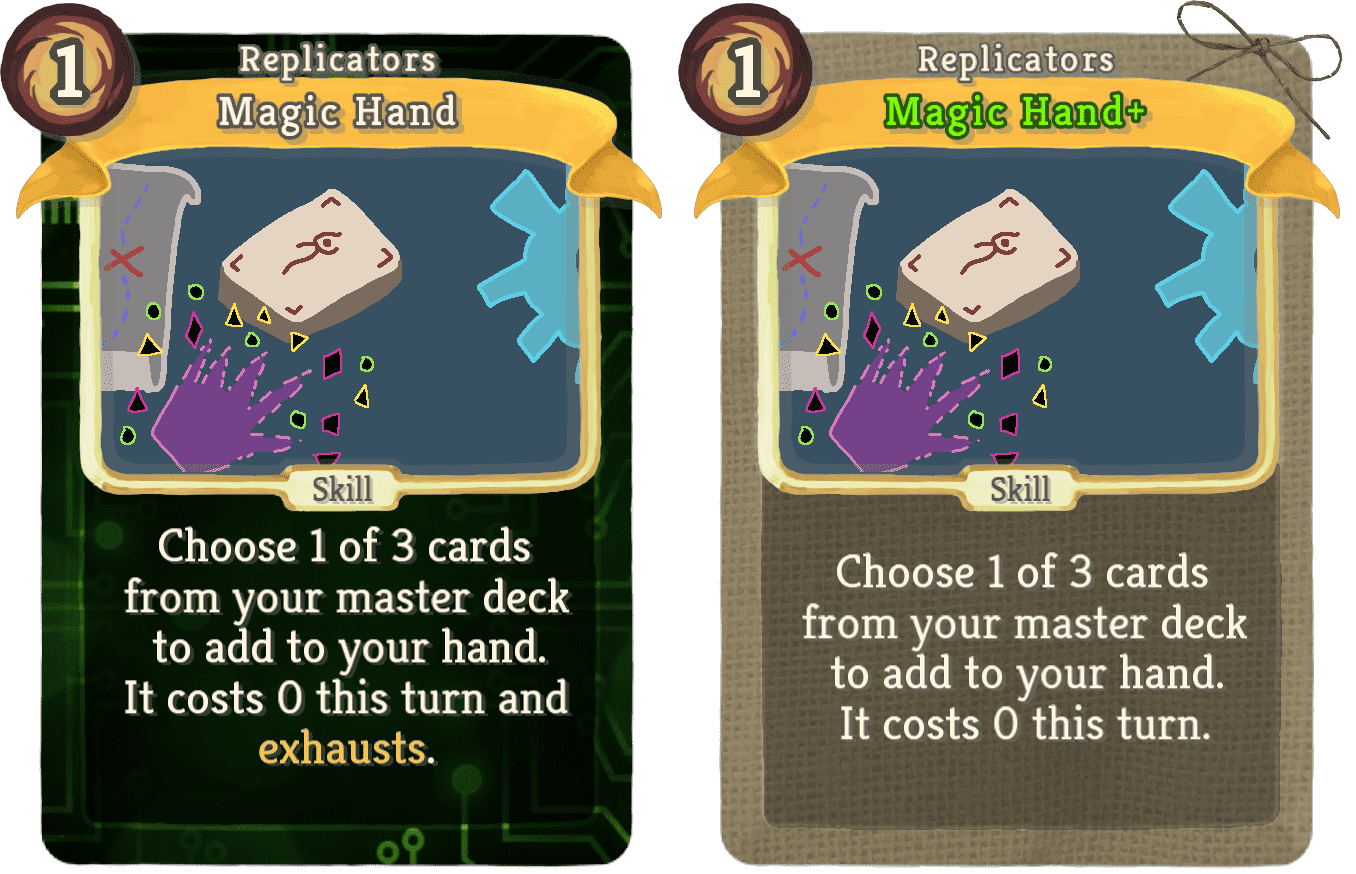 1
Replicators
Magic Hand
Skill
Choose 1 of 3 cards
from your master deck
to add to your hand.
It costs 0 this turn and
exhausts.
1
Replicators
Magic Hand+
Skill
Choose 1 of 3 cards
from your master deck
to add to your hand.
It costs 0 this turn.